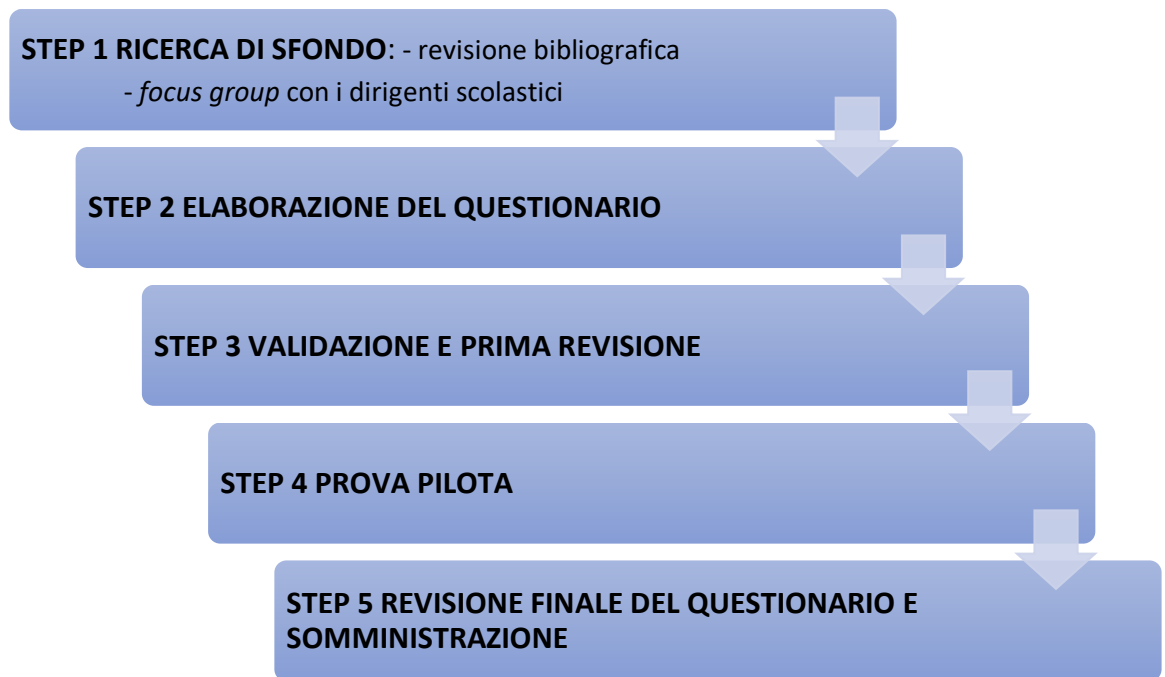 STEP 1 RICERCA DI SFONDO: - revisione bibliografica
- focus group con i dirigenti scolastici
STEP 2 ELABORAZIONE DEL QUESTIONARIO
STEP 3 VALIDAZIONE E PRIMA REVISIONE
STEP 4 PROVA PILOTA
STEP 5 REVISIONE FINALE DEL QUESTIONARIO E
SOMMINISTRAZIONE